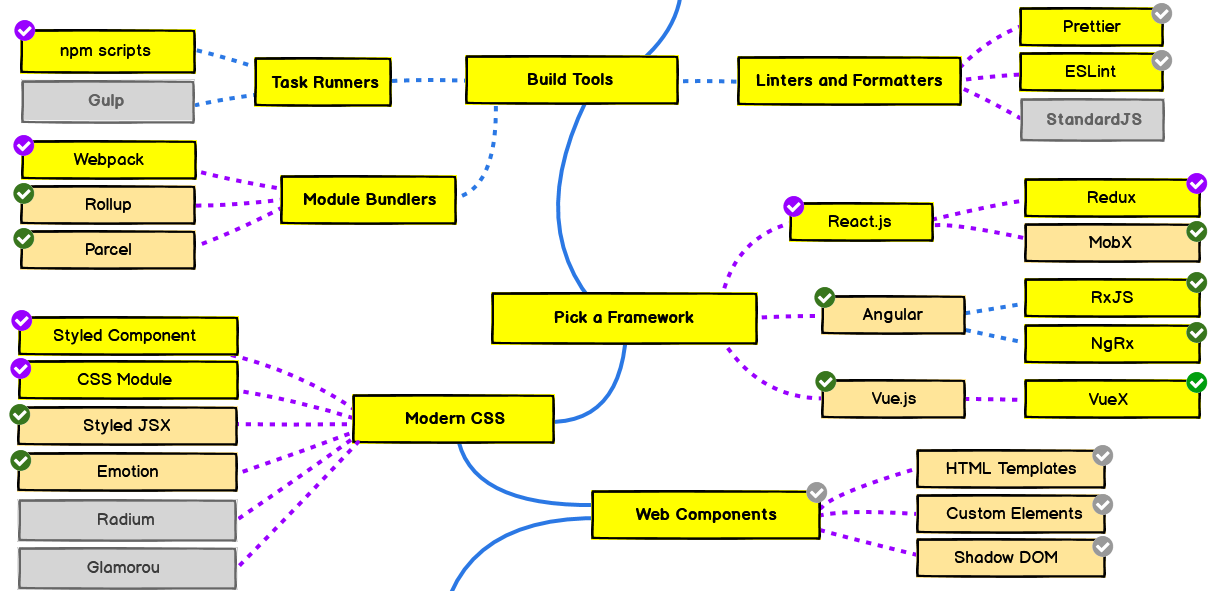 npm scripts
Gulp
Task Runners
Build Tools
Linters and Formatters
Prettier
ESLint
StandardJS
Webpack
Rollup
Parcel
Module Bundlers
Pick a Framework
React.js
Redux
MobX
Angular
RxJS
NgRx
Vue.js
VueX
Styled Component
CSS Module
Styled JSX
Emotion
Radium
Glamorou
Modern CSS
Web Components
HTML Templates
Custom Elements
Shadow DOM